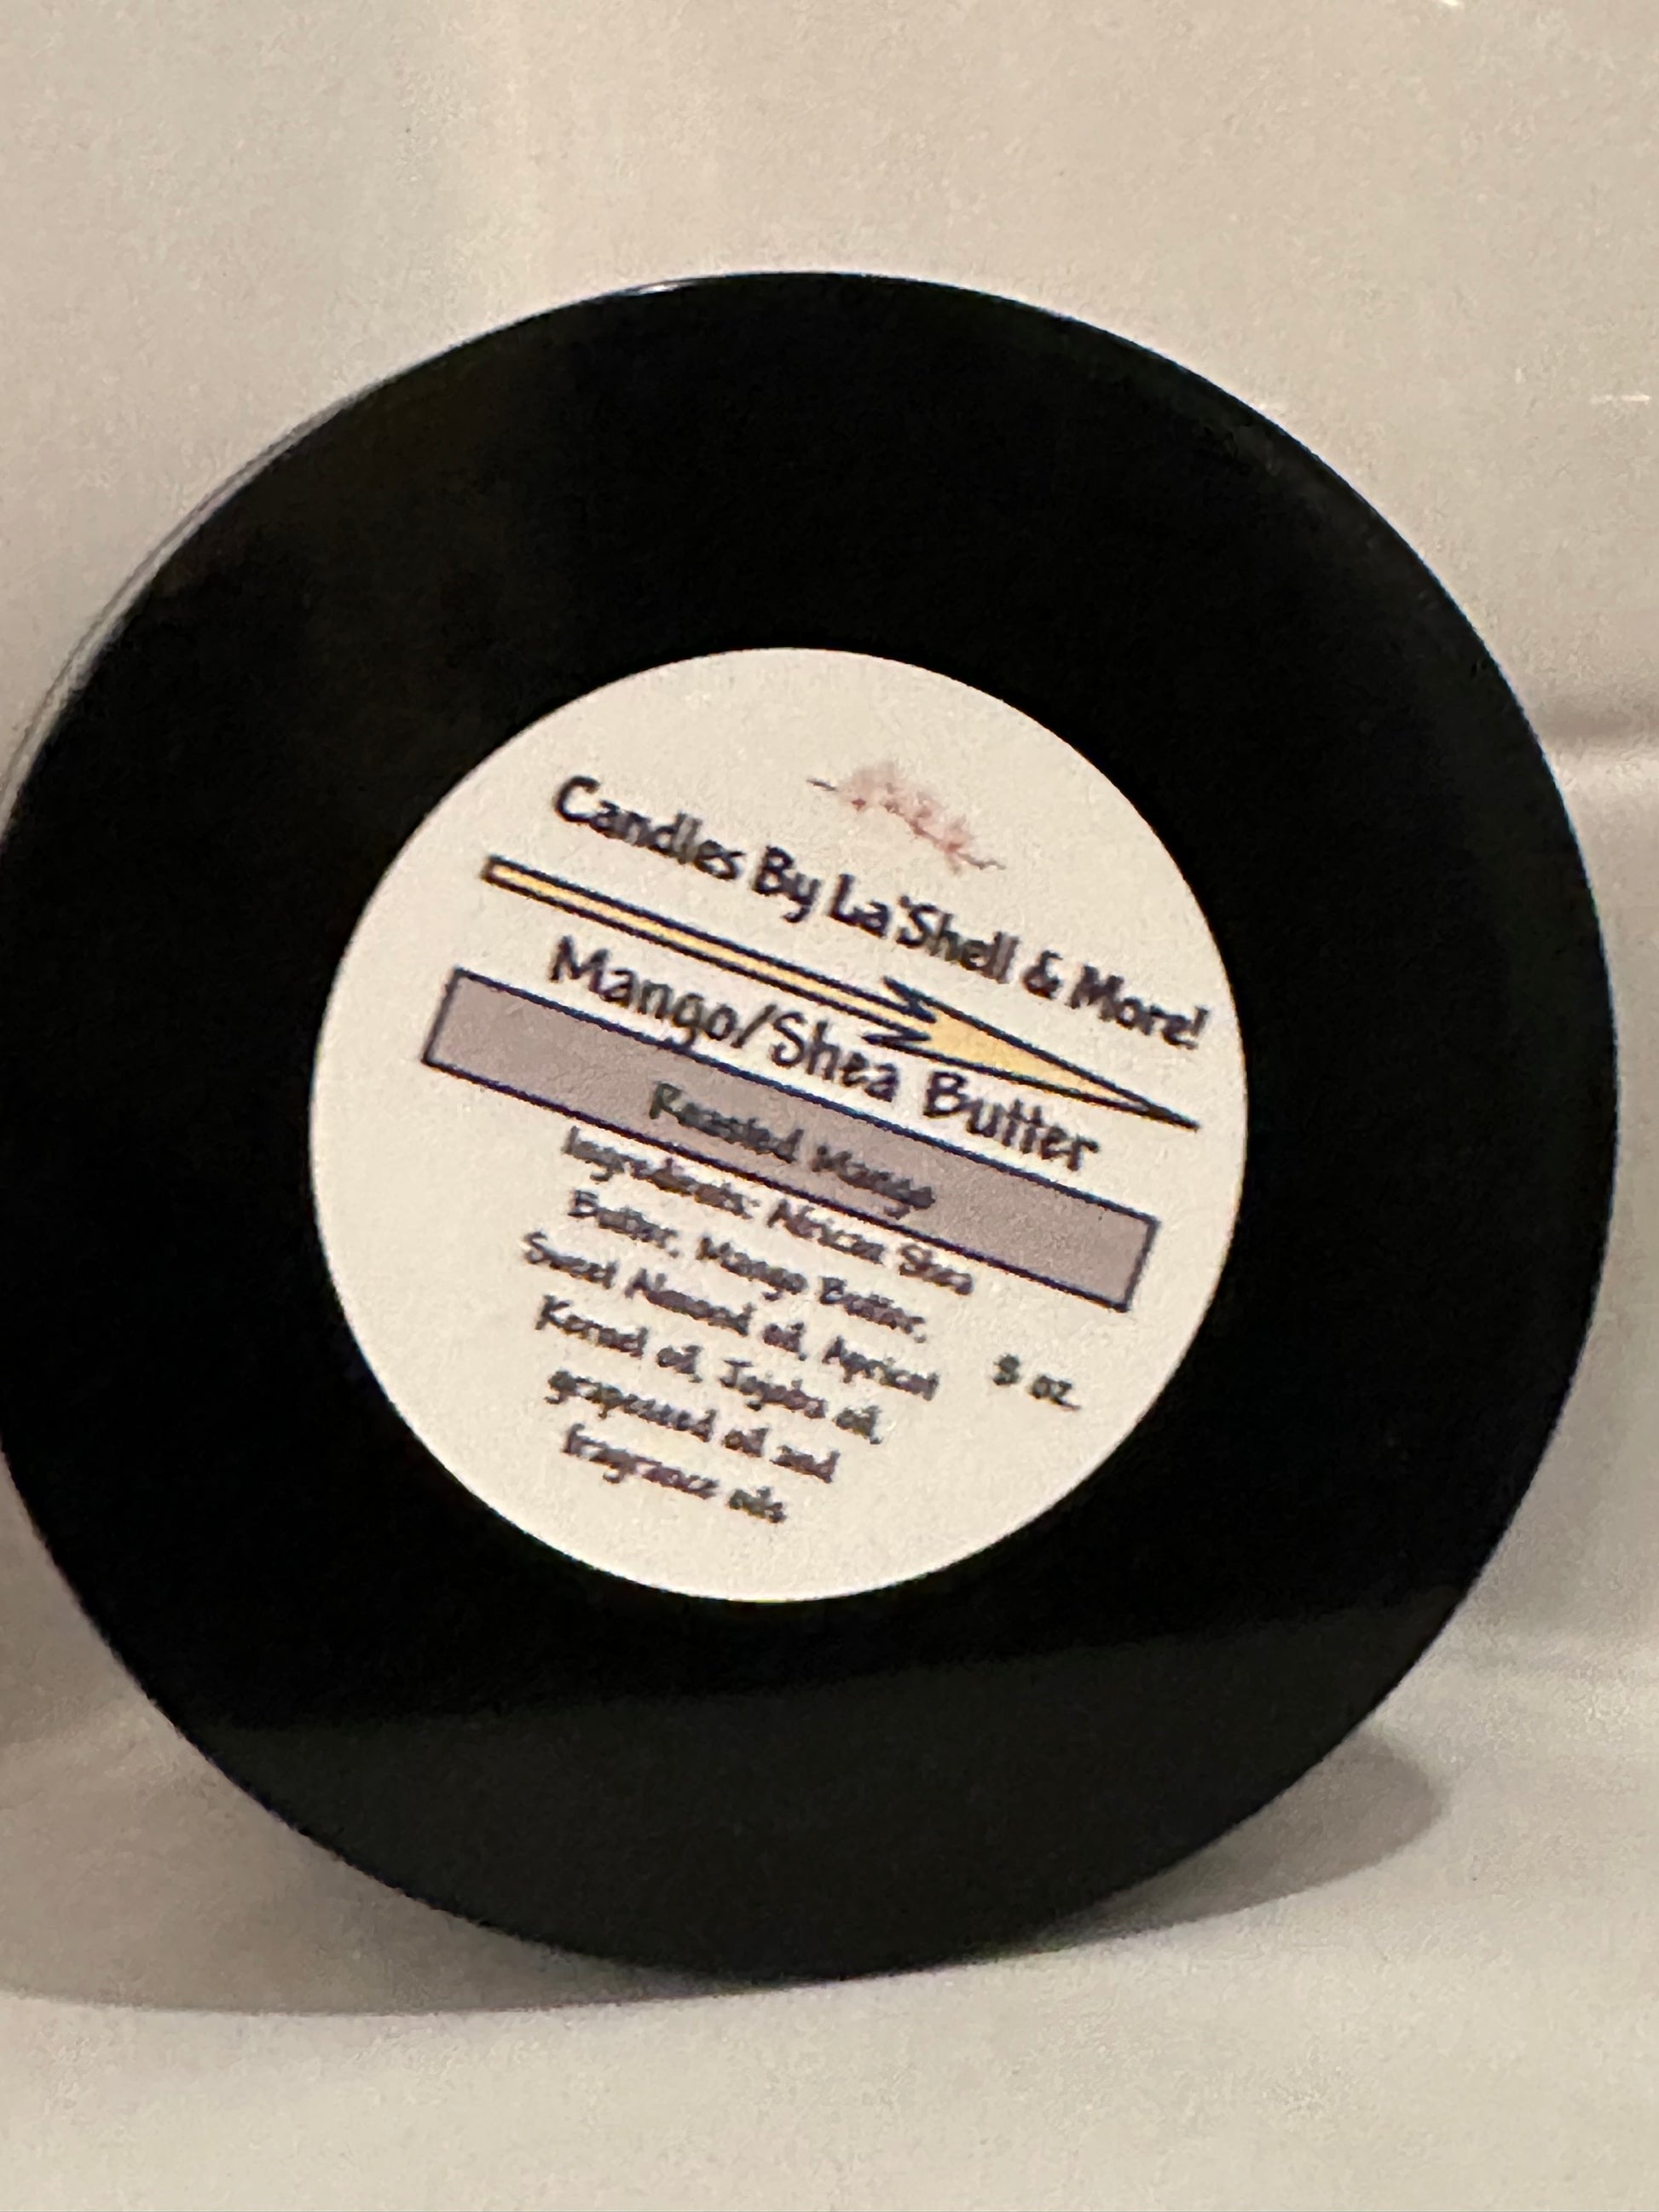 Candles By La'Shell & More!
Mango/Shea Butter
Roasted Mango
Ingredients: African Shea
Butter, Mango Butter,
Sweet Almond oil, Apricot
Kernel oil, Jojoba oil,
grapeseed oil and
fragrance oils
8 oz.